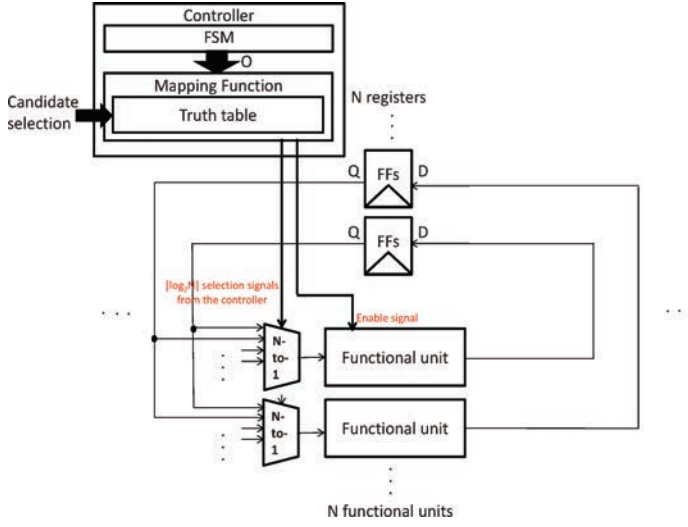 Controller
FSM
O
Mapping Function
Truth table
Candidate
selection
N registers
Q FFs D
Q FFs D
⌈log₂N⌉ selection signals
from the controller
Enable signal
N-
to-
1
Functional unit
N-
to-
1
Functional unit
N functional units